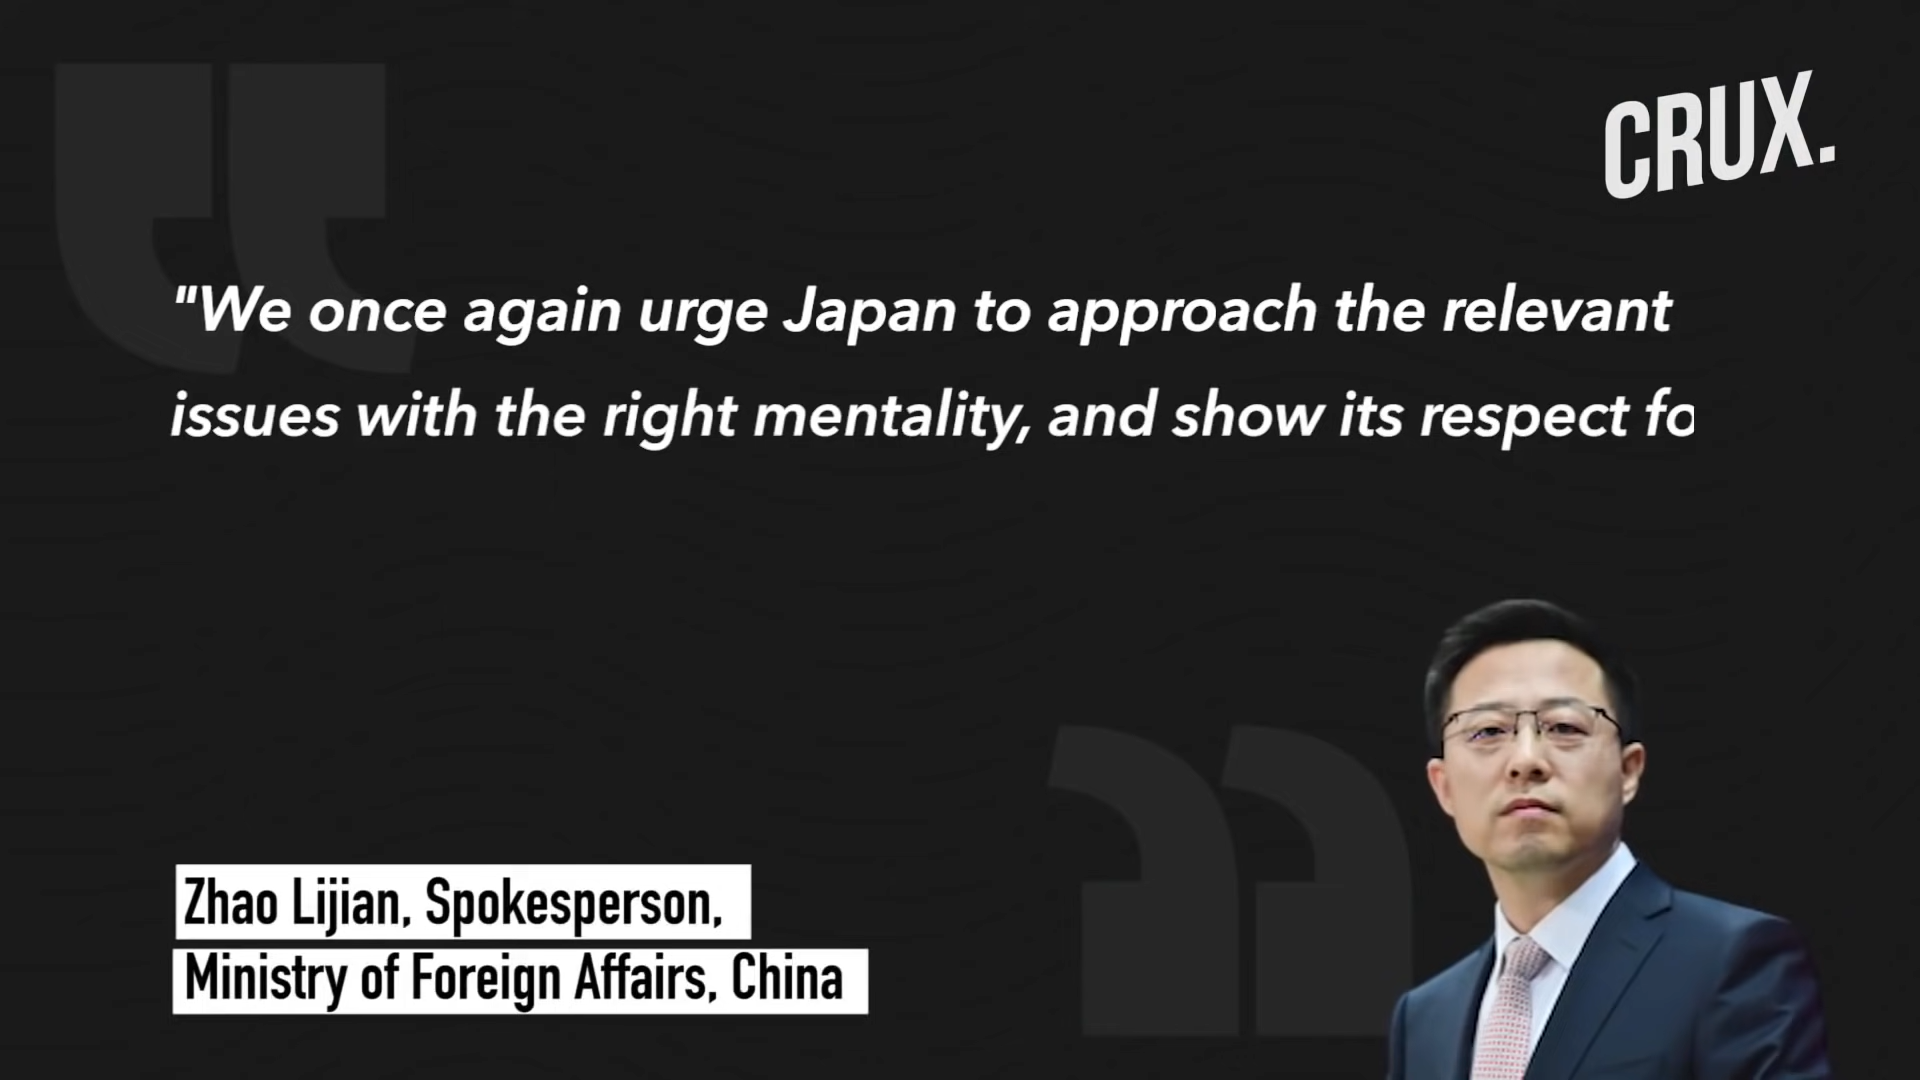 CRUX.
"We once again urge Japan to approach the relevant
issues with the right mentality, and show its respect fo
Zhao Lijian, Spokesperson,
Ministry of Foreign Affairs, China